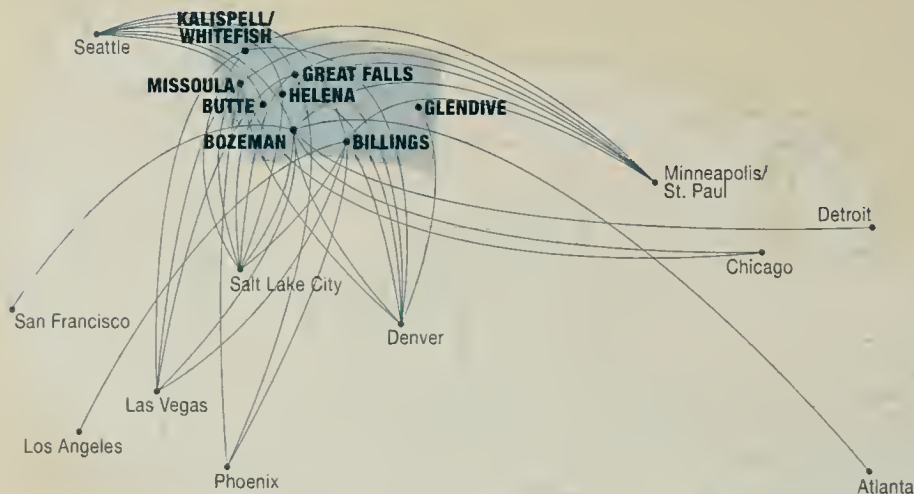 KALISPELL/
WHITEFISH
Seattle
GREAT FALLS
MISSOULA
HELENA
BUTTE
GLENDIVE
BOZEMAN
BILLINGS
Minneapolis/
St. Paul
Detroit
Chicago
Salt Lake City
San Francisco
Denver
Las Vegas
Los Angeles
Phoenix
Atlanta